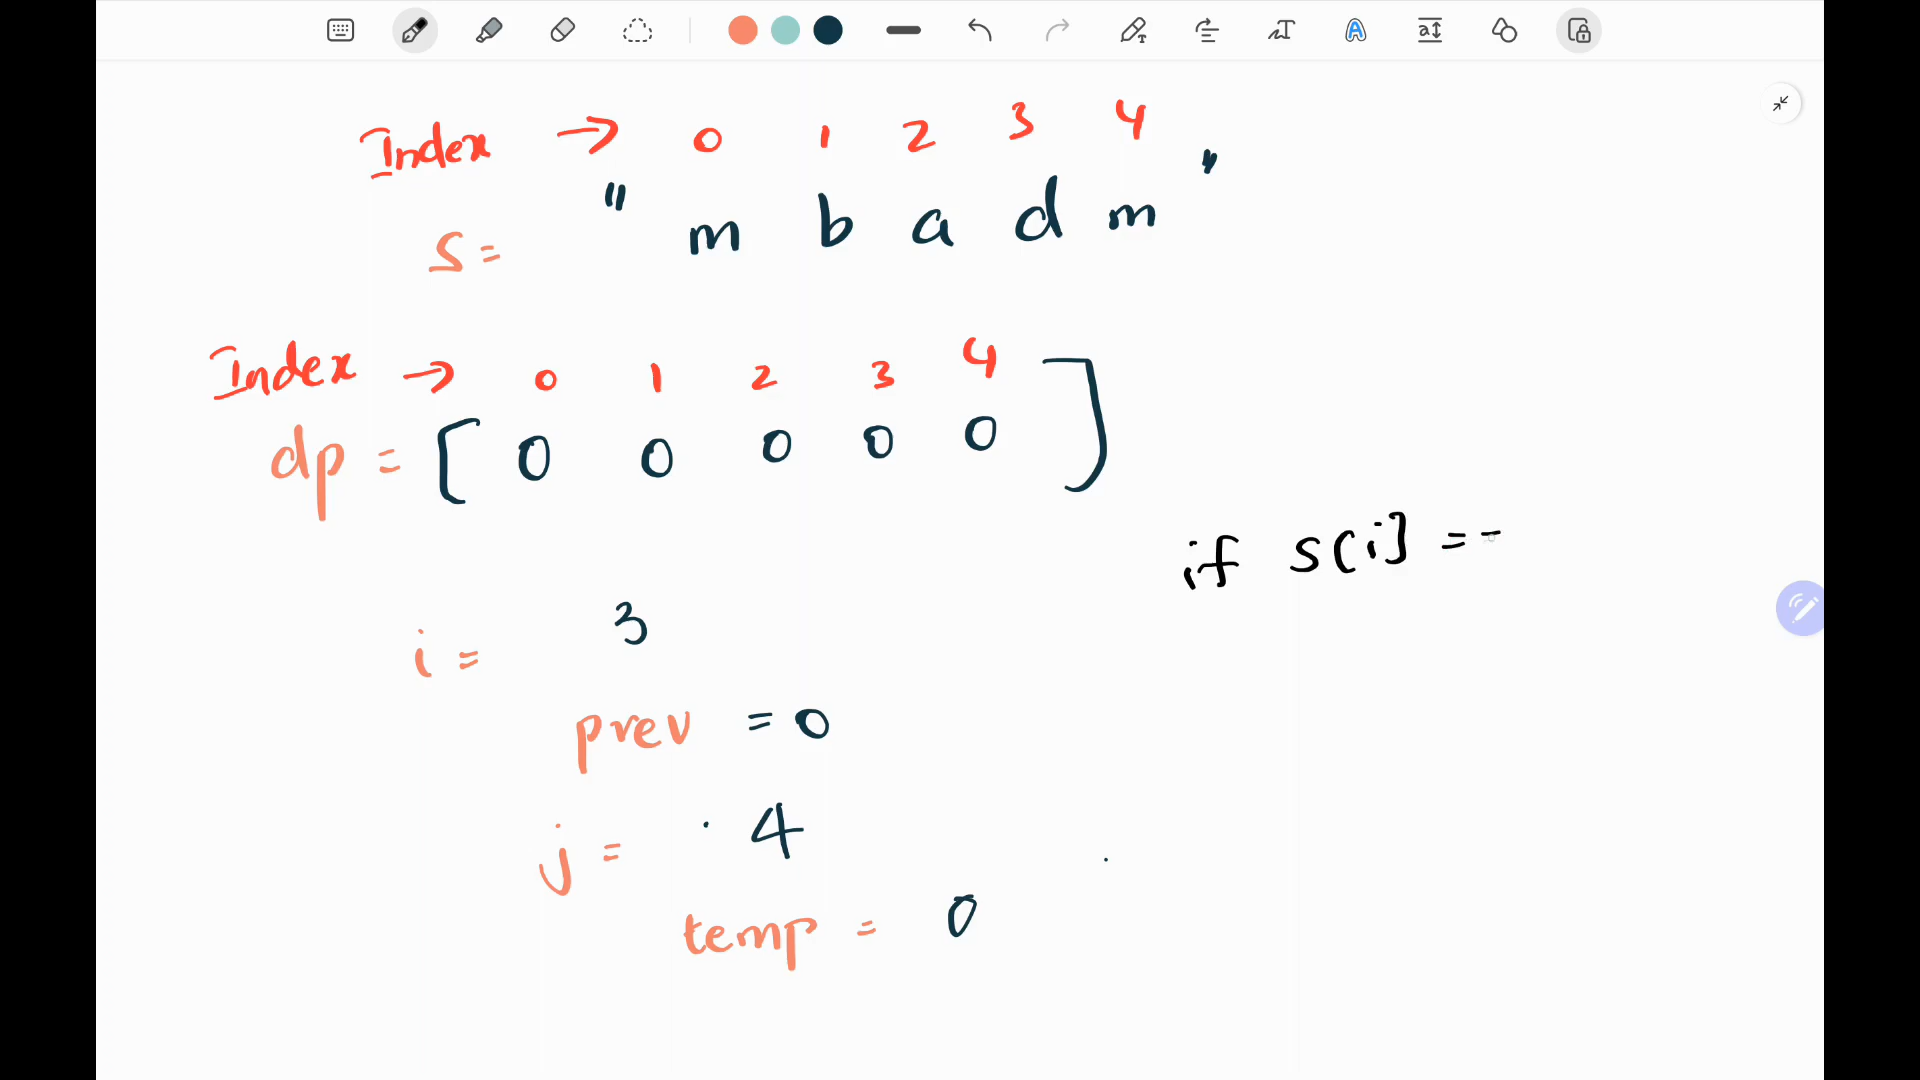 Index → 0 1 2 3 4
s = " m b a d m "
Index → 0 1 2 3 4
dp = [ 0 0 0 0 0 ]
if s[i] ==
i = 3
prev = 0
j = 4
temp = 0